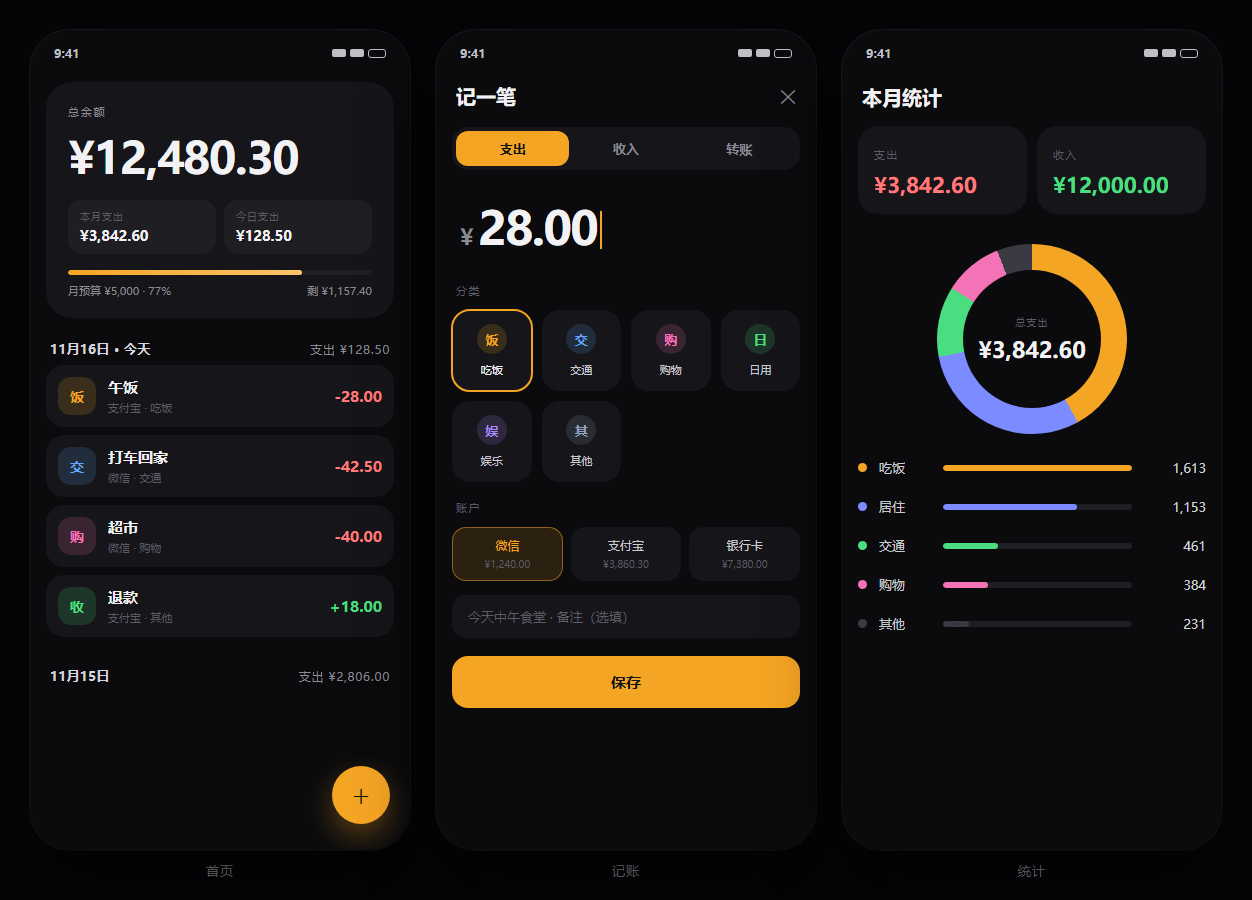 9:41
总余额
¥12,480.30
本月支出
¥3,842.60
今日支出
¥128.50
月预算 ¥5,000 · 77%
剩 ¥1,157.40
11月16日 • 今天
支出 ¥128.50
饭
午饭
支付宝 · 吃饭
-28.00
交
打车回家
微信 · 交通
-42.50
购
超市
微信 · 购物
-40.00
收
退款
支付宝 · 其他
+18.00
11月15日
支出 ¥2,806.00
+
首页
9:41
记一笔
支出
收入
转账
¥ 28.00
分类
饭
吃饭
交
交通
购
购物
日
日用
娱
娱乐
其
其他
账户
微信
¥1,240.00
支付宝
¥3,860.30
银行卡
¥7,380.00
今天中午食堂 · 备注（选填）
保存
记账
9:41
本月统计
支出
¥3,842.60
收入
¥12,000.00
总支出
¥3,842.60
吃饭 1,613
居住 1,153
交通 461
购物 384
其他 231
统计